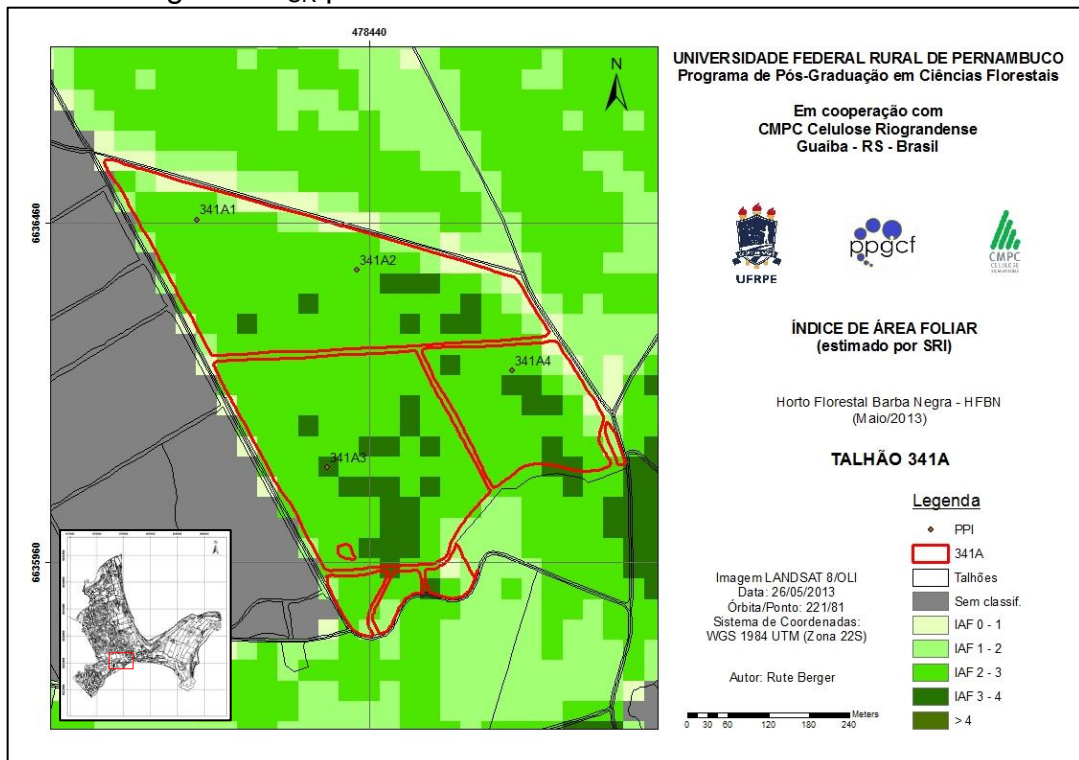 478440
N
6636460
6635960
341A1
341A2
341A4
341A3
UNIVERSIDADE FEDERAL RURAL DE PERNAMBUCO
Programa de Pós-Graduação em Ciências Florestais
Em cooperação com
CMPC Celulose Riograndense
Guaiba - RS - Brasil
UFRPE
ppgcf
CMPC
CELULOSE
RIOGRANDENSE
ÍNDICE DE ÁREA FOLIAR
(estimado por SRI)
Horto Florestal Barba Negra - HFBN
(Maio/2013)
TALHÃO 341A
Legenda
PPI
341A
Talhões
Sem classif.
IAF 0 - 1
IAF 1 - 2
IAF 2 - 3
IAF 3 - 4
> 4
Imagem LANDSAT 8/OLI
Data: 26/05/2013
Órbita/Ponto: 221/81
Sistema de Coordenadas:
WGS 1984 UTM (Zona 22S)
Autor: Rute Berger
Meters
0 30 60 120 180 240